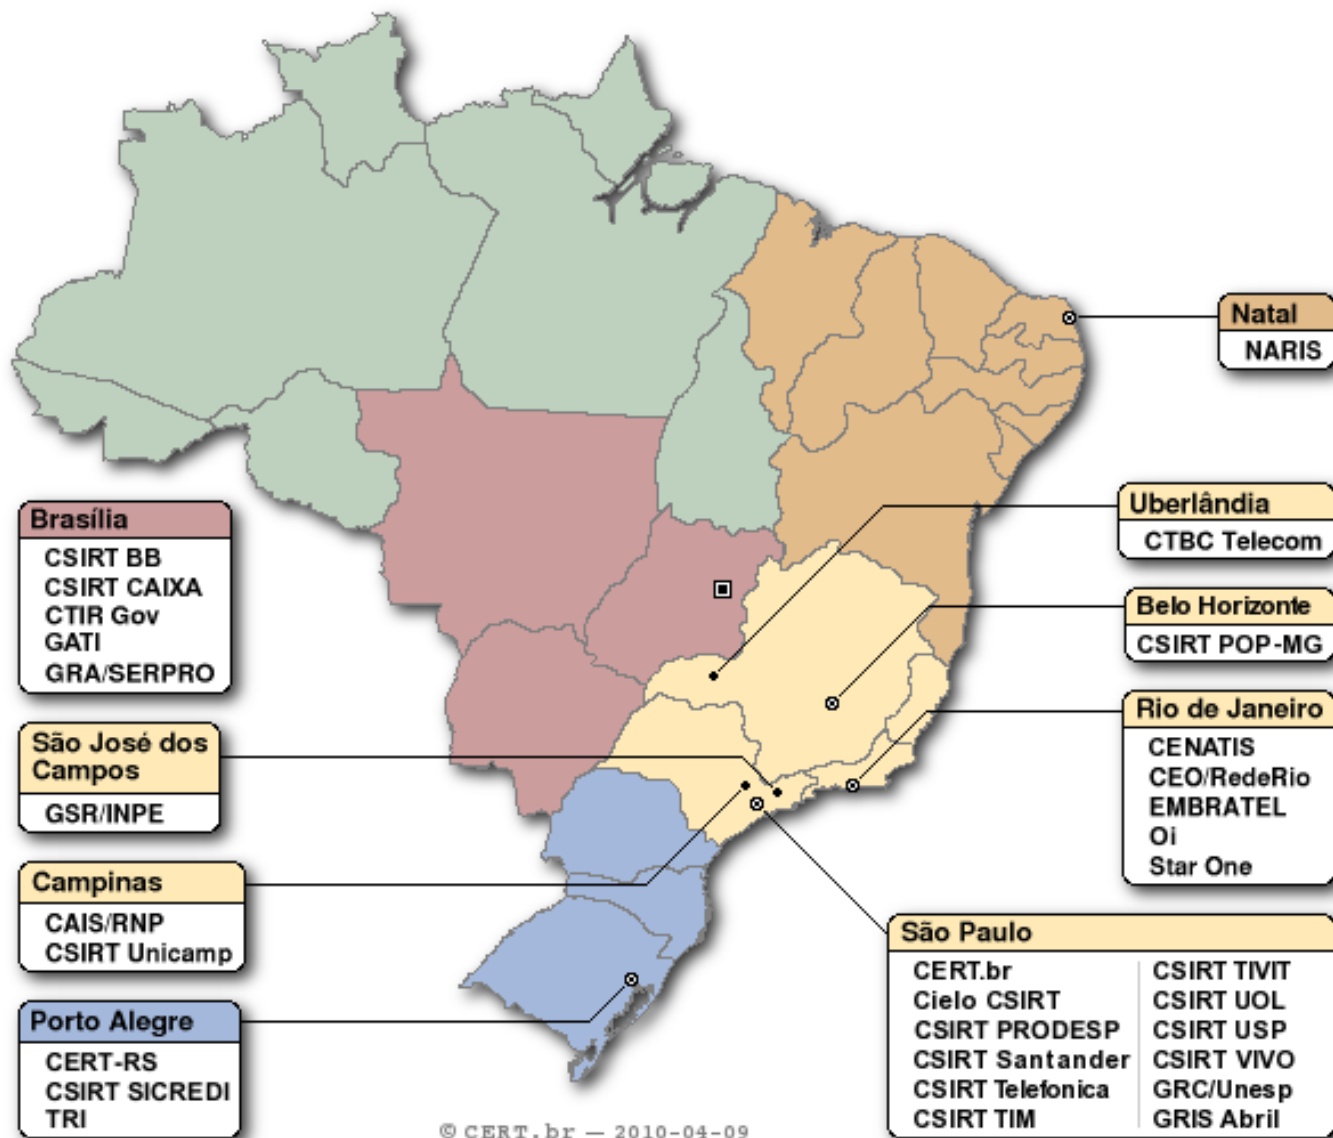 Natal
NARIS
Uberlândia
CTBC Telecom
Belo Horizonte
CSIRT POP-MG
Rio de Janeiro
CENATIS
CEO/RedeRio
EMBRATEL
Oi
Star One
Brasília
CSIRT BB
CSIRT CAIXA
CTIR Gov
GATI
GRA/SERPRO
São José dos
Campos
GSR/INPE
Campinas
CAIS/RNP
CSIRT Unicamp
Porto Alegre
CERT-RS
CSIRT SICREDI
TRI
São Paulo
CERT.br
Cielo CSIRT
CSIRT PRODESP
CSIRT Santander
CSIRT Telefonica
CSIRT TIM
CSIRT TIVIT
CSIRT UOL
CSIRT USP
CSIRT VIVO
GRC/Unesp
GRIS Abril
© CERT.br — 2010-04-09